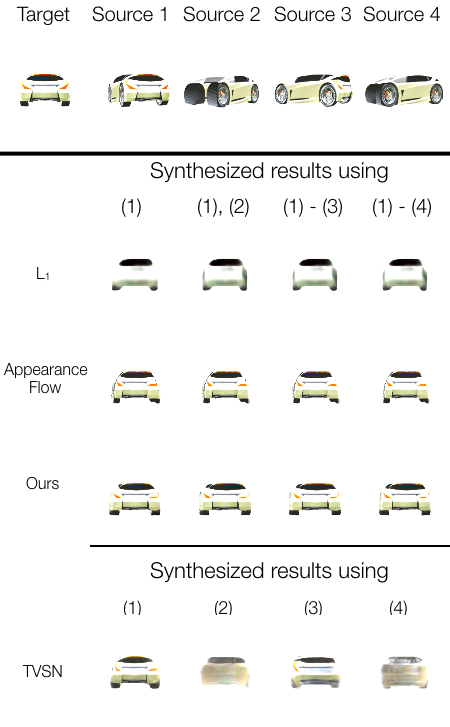 Target Source 1 Source 2 Source 3 Source 4
Synthesized results using
(1) (1), (2) (1) - (3) (1) - (4)
L1
Appearance
Flow
Ours
Synthesized results using
(1) (2) (3) (4)
TVSN